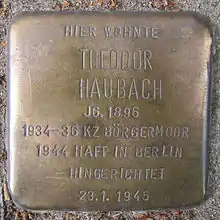 HIER WOHNTE
THEODOR
HAUBACH
JG. 1896
1934-36 KZ BÖRGERMOOR
1944 HAFT IN BERLIN
HINGERICHTET
23.1. 1945